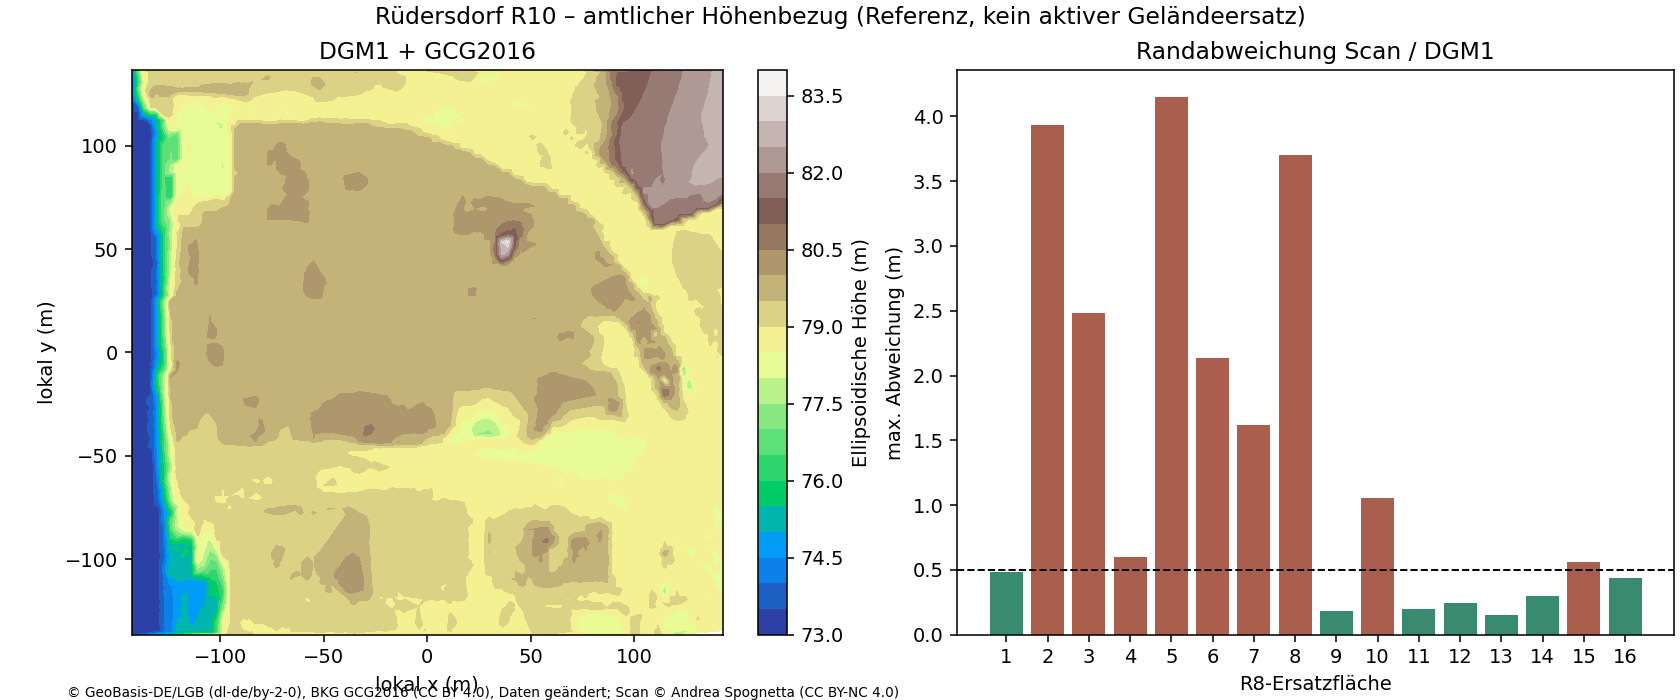 Rüdersdorf R10 – amtlicher Höhenbezug (Referenz, kein aktiver Geländeersatz)
DGM1 + GCG2016
100
50
0
−50
−100
lokal y (m)
−100
−50
0
50
100
lokal x (m)
83.5
82.0
80.5
79.0
77.5
76.0
74.5
73.0
Ellipsoidische Höhe (m)
Randabweichung Scan / DGM1
4.0
3.5
3.0
2.5
2.0
1.5
1.0
0.5
0.0
max. Abweichung (m)
1 2 3 4 5 6 7 8 9 10 11 12 13 14 15 16
R8-Ersatzfläche
© GeoBasis-DE/LGB (dl-de/by-2-0), BKG GCG2016 (CC BY 4.0), Daten geändert; Scan © Andrea Spognetta (CC BY-NC 4.0)